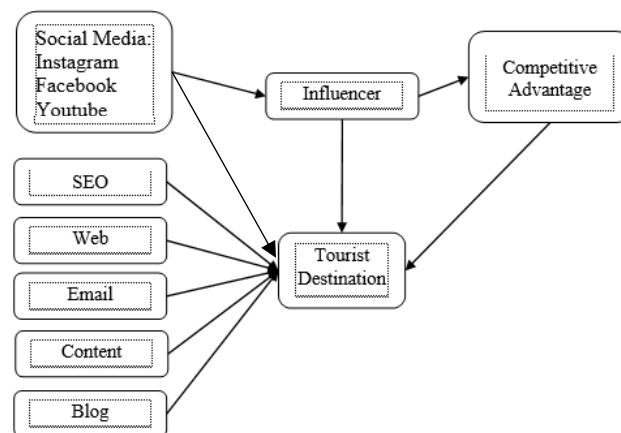 Social Media:
Instagram
Facebook
Youtube
Influencer
Competitive
Advantage
SEO
Web
Tourist
Destination
Email
Content
Blog